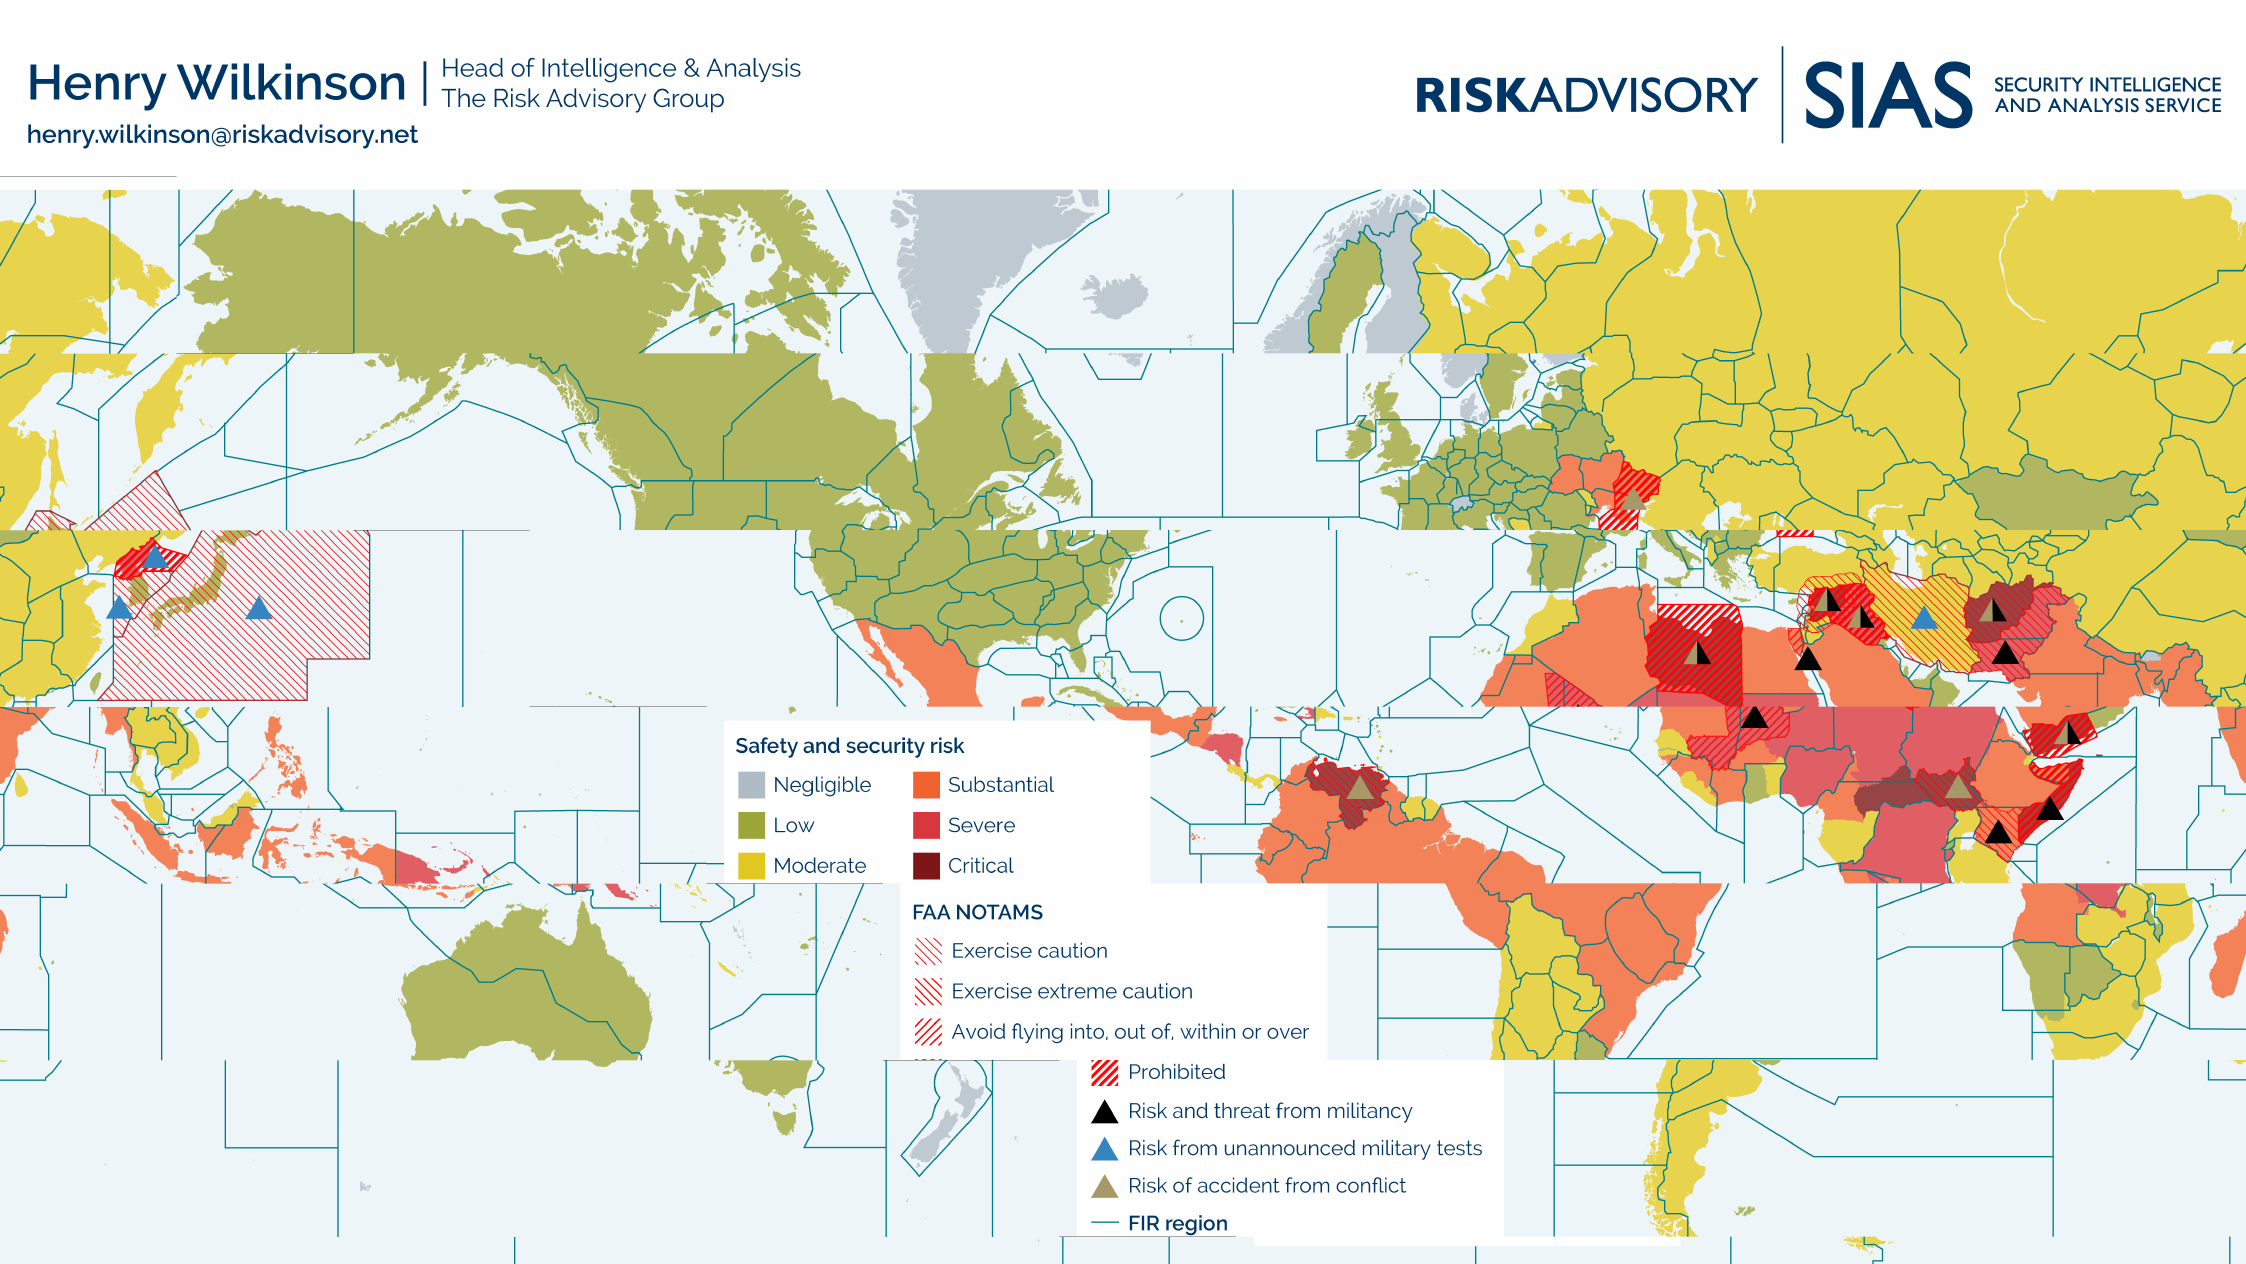 Henry Wilkinson
Head of Intelligence & Analysis
The Risk Advisory Group
henry.wilkinson@riskadvisory.net
RISKADVISORY
SIAS
SECURITY INTELLIGENCE
AND ANALYSIS SERVICE
Safety and security risk
Negligible
Substantial
Low
Severe
Moderate
Critical
FAA NOTAMS
Exercise caution
Exercise extreme caution
Avoid flying into, out of, within or over
Prohibited
Risk and threat from militancy
Risk from unannounced military tests
Risk of accident from conflict
FIR region